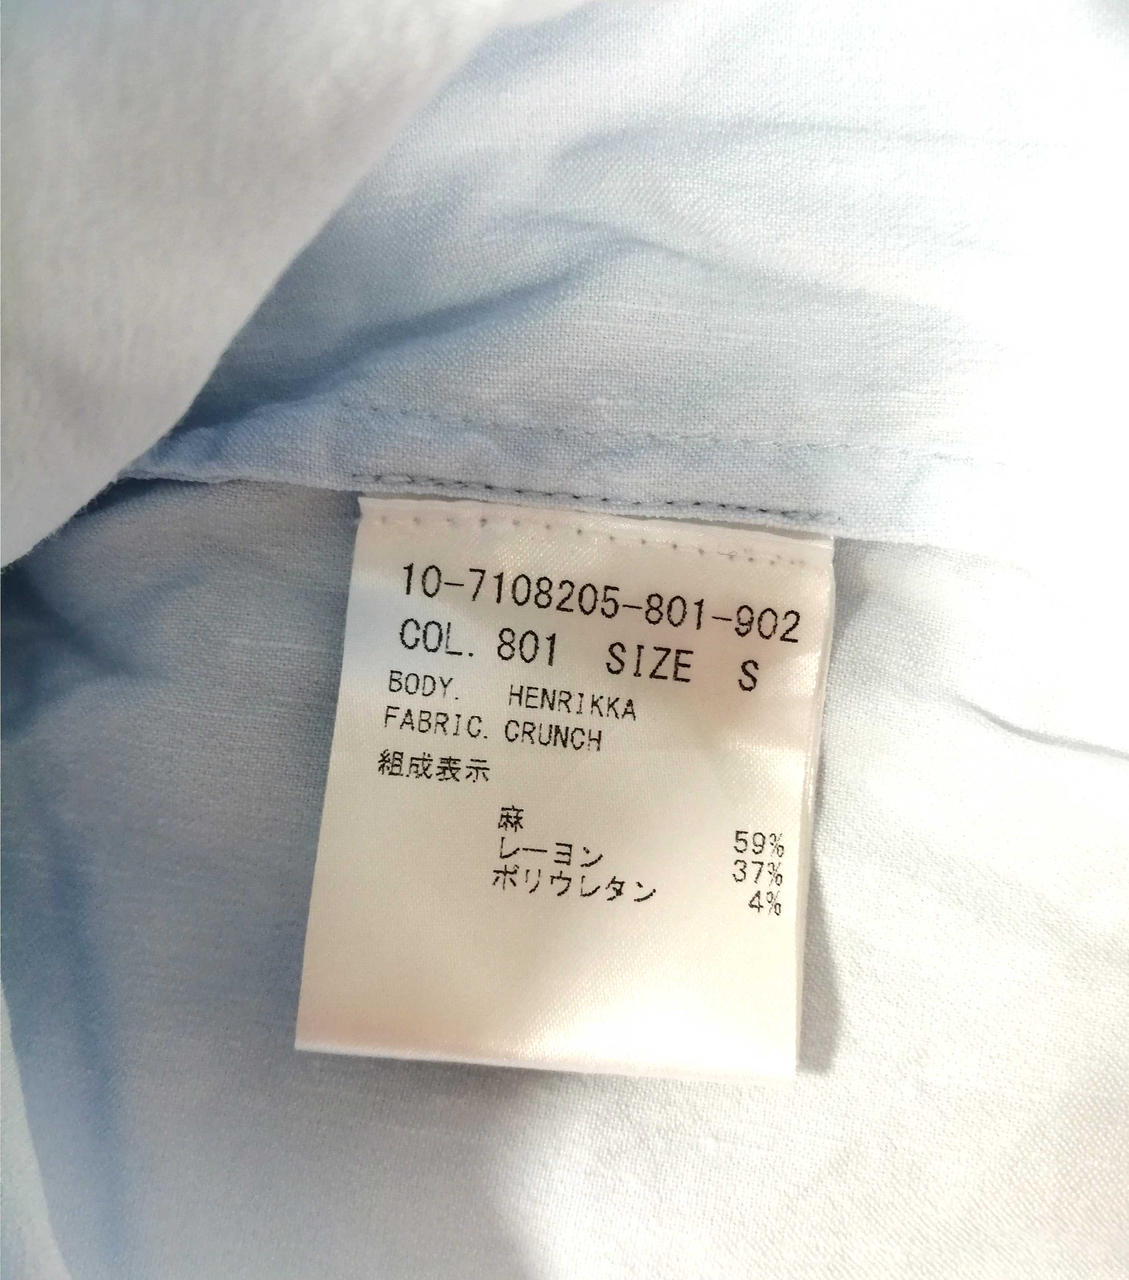 10-7108205-801-902
COL. 801 SIZE S
BODY. HENRIKKA
FABRIC. CRUNCH
組成表示
麻 59%
レーヨン 37%
ポリウレタン 4%